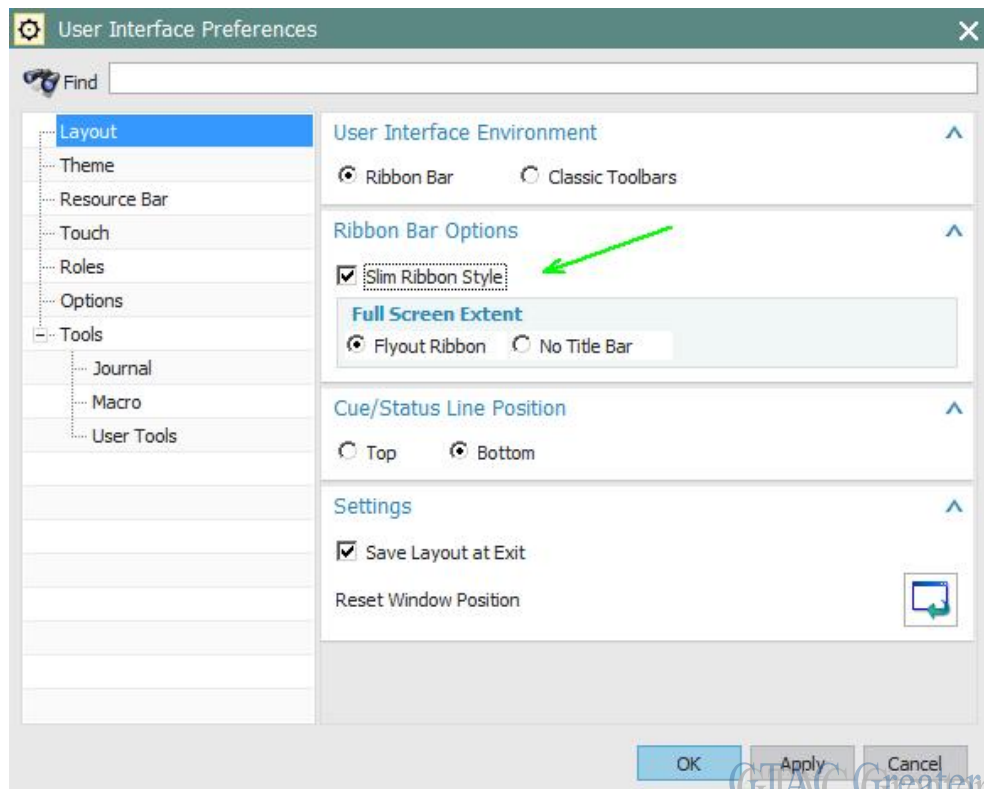 User Interface Preferences
Find
Layout
Theme
Resource Bar
Touch
Roles
Options
Tools
Journal
Macro
User Tools
User Interface Environment
Ribbon Bar Classic Toolbars
Ribbon Bar Options
Slim Ribbon Style
Full Screen Extent
Flyout Ribbon No Title Bar
Cue/Status Line Position
Top Bottom
Settings
Save Layout at Exit
Reset Window Position
OK Apply Cancel
GTAC Greater